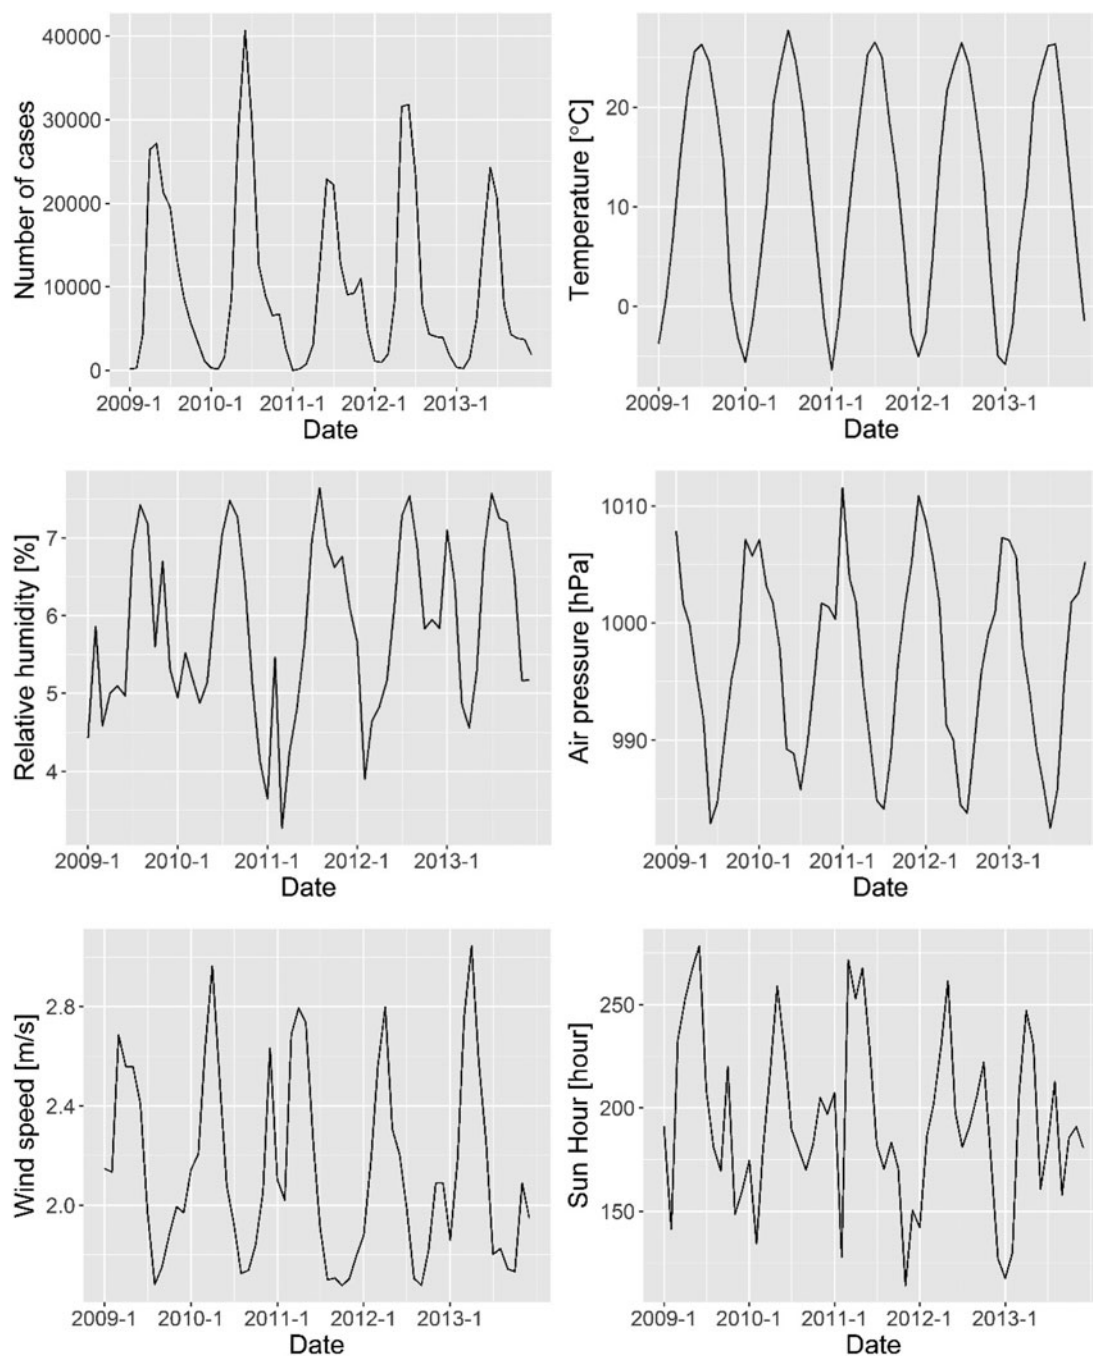 Number of cases
40000
30000
20000
10000
0
2009-1 2010-1 2011-1 2012-1 2013-1
Date
Temperature [°C]
20
10
0
2009-1 2010-1 2011-1 2012-1 2013-1
Date
Relative humidity [%]
7
6
5
4
2009-1 2010-1 2011-1 2012-1 2013-1
Date
Air pressure [hPa]
1010
1000
990
2009-1 2010-1 2011-1 2012-1 2013-1
Date
Wind speed [m/s]
2.8
2.4
2.0
2009-1 2010-1 2011-1 2012-1 2013-1
Date
Sun Hour [hour]
250
200
150
2009-1 2010-1 2011-1 2012-1 2013-1
Date